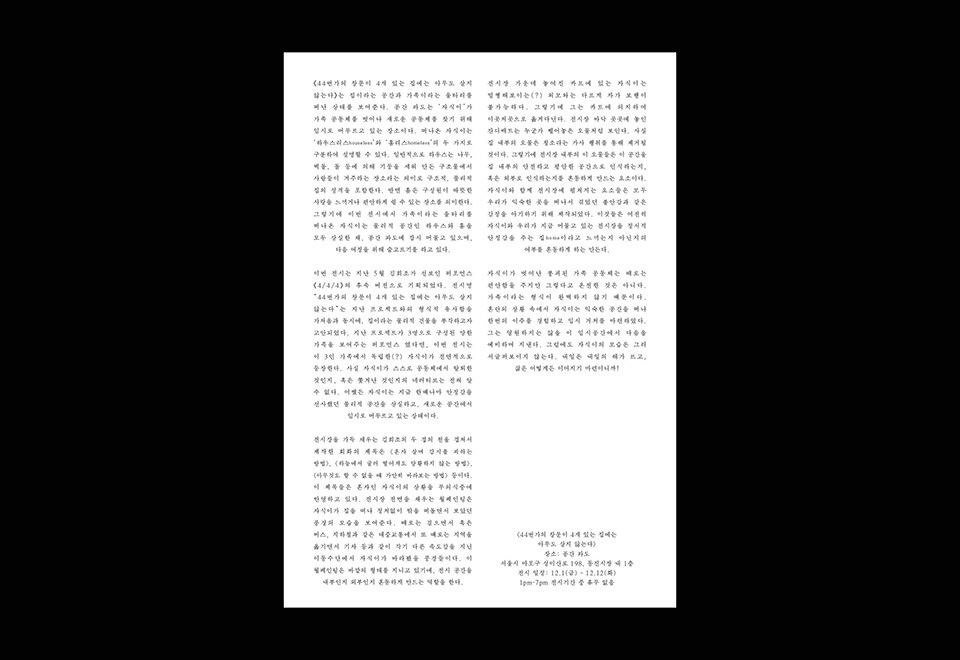 《44번가의 창문이 4개 있는 집에는 아무도 살지
않는다》는 집이라는 공간과 가족이라는 울타리를
떠난 상태를 보여준다. 공간 파도는 '자식이'가
가족 공동체를 벗어나 새로운 공동체를 찾기 위해
임시로 머무르고 있는 장소이다. 떠나온 자식이는
'하우스리스houseless'와 '홈리스homeless'의 두 가지로
구분하여 설명할 수 있다. 일반적으로 하우스는 나무,
벽돌, 돌 등에 의해 기둥을 세워 만든 구조물에서
사람들이 거주하는 장소라는 의미로 구조적, 물리적
집의 성격을 포함한다. 반면 홈은 구성원이 따뜻한
사랑을 느끼거나 편안하게 쉴 수 있는 장소를 의미한다.
그렇기에 이번 전시에서 가족이라는 울타리를
떠나온 자식이는 물리적 공간인 하우스와 홈을
모두 상실한 채, 공간 파도에 잠시 머물고 있으며,
다음 여정을 위해 숨고르기를 하고 있다.
이번 전시는 지난 5월 김희조가 선보인 퍼포먼스
《4/4/4》의 후속 버전으로 기획되었다. 전시명
"44번가의 창문이 4개 있는 집에는 아무도 살지
않는다"는 지난 프로젝트와의 형식적 유사함을
가져옴과 동시에, 집이라는 물리적 건물을 부각하고자
고안되었다. 지난 프로젝트가 3명으로 구성된 양한
가족을 보여주는 퍼포먼스 였다면, 이번 전시는
이 3인 가족에서 독립한(?) 자식이가 전면적으로
등장한다. 사실 자식이가 스스로 공동체에서 탈퇴한
것인지, 혹은 쫓겨난 것인지의 네러티브는 전혀 알
수 없다. 어쨌든 자식이는 지금 한때나마 안정감을
선사했던 물리적 공간을 상실하고, 새로운 공간에서
임시로 머무르고 있는 상태이다.
전시장을 가득 채우는 김희조의 두 점의 천을 겹쳐서
제작한 회화의 제목은 〈혼자 살며 감시를 피하는
방법〉, 〈하늘에서 굴러 떨어져도 당황하지 않는 방법〉,
〈아무것도 할 수 없을 때 가만히 바라보는 방법〉 등이다.
이 제목들은 혼자인 자식이의 상황을 무의식중에
반영하고 있다. 전시장 전면을 채우는 월페인팅은
자식이가 집을 떠나 정처없이 밖을 떠돌면서 보았던
풍경의 모습을 보여준다. 때로는 걸으면서 혹은
버스, 지하철과 같은 대중교통에서 또 때로는 지역을
옮기면서 기차 등과 같이 각기 다른 속도감을 지닌
이동수단에서 자식이가 바라봤을 풍경들이다. 이
월페인팅은 바깥의 형태를 지니고 있기에, 전시 공간을
내부인지 외부인지 혼동하게 만드는 역할을 한다.
전시장 가운데 놓여진 카트에 있는 자식이는
멀쩡해보이는(?) 외모와는 다르게 자가 보행이
불가능하다. 그렇기에 그는 카트에 의지하여
이곳저곳으로 옮겨다닌다. 전시장 바닥 곳곳에 놓인
잔디매트는 누군가 뱉어놓은 오물처럼 보인다. 사실
집 내부의 오물은 청소라는 가사 행위를 통해 제거될
것이다. 그렇기에 전시장 내부의 이 오물들은 이 공간을
집 내부의 안전하고 평안한 공간으로 인식하는지,
혹은 외부로 인식하는지를 혼동하게 만드는 요소이다.
자식이와 함께 전시장에 펼쳐지는 요소들은 모두
우리가 익숙한 곳을 떠나서 겪었던 불안감과 같은
감정을 야기하기 위해 제작되었다. 이것들은 여전히
자식이와 우리가 지금 머물고 있는 전시장을 정서적
안정감을 주는 집home이라고 느끼는지 아닌지의
여부를 혼동하게 하는 만든다.
자식이가 벗어난 붕괴된 가족 공동체는 때로는
편안함을 주지만 그렇다고 온전한 것은 아니다.
가족이라는 형식이 완벽하지 않기 때문이다.
혼란의 상황 속에서 자식이는 익숙한 공간을 떠나
한번의 이주를 경험하고 임시 거처를 마련하였다.
그는 영원하지는 않을 이 임시공간에서 다음을
예비하며 지낸다. 그럼에도 자식이의 모습은 그리
서글퍼보이지 않는다. 내일은 내일의 해가 뜨고,
삶은 어떻게든 이어지기 마련이니까!
《44번가의 창문이 4개 있는 집에는
아무도 살지 않는다》
장소: 공간 파도
서울시 마포구 성미산로 198, 동진시장 내 1층
전시 일정: 12.1(금) – 12.12(화)
1pm-7pm 전시기간 중 휴무 없음